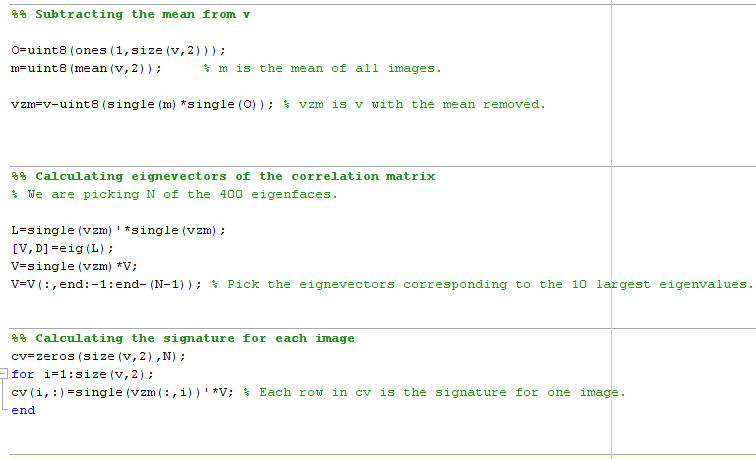 %% Subtracting the mean from v
O=uint8(ones(1,size(v,2)));
m=uint8(mean(v,2));     % m is the mean of all images.
vzm=v-uint8(single(m)*single(O)); % vzm is v with the mean removed.
%% Calculating eignevectors of the correlation matrix
% We are picking N of the 400 eigenfaces.
L=single(vzm)'*single(vzm);
[V,D]=eig(L);
V=single(vzm)*V;
V=V(:,end:-1:end-(N-1)); % Pick the eignevectors corresponding to the 10 largest eigenvalues.
%% Calculating the signature for each image
cv=zeros(size(v,2),N);
for i=1:size(v,2);
cv(i,:)=single(vzm(:,i))'*V; % Each row in cv is the signature for one image.
end